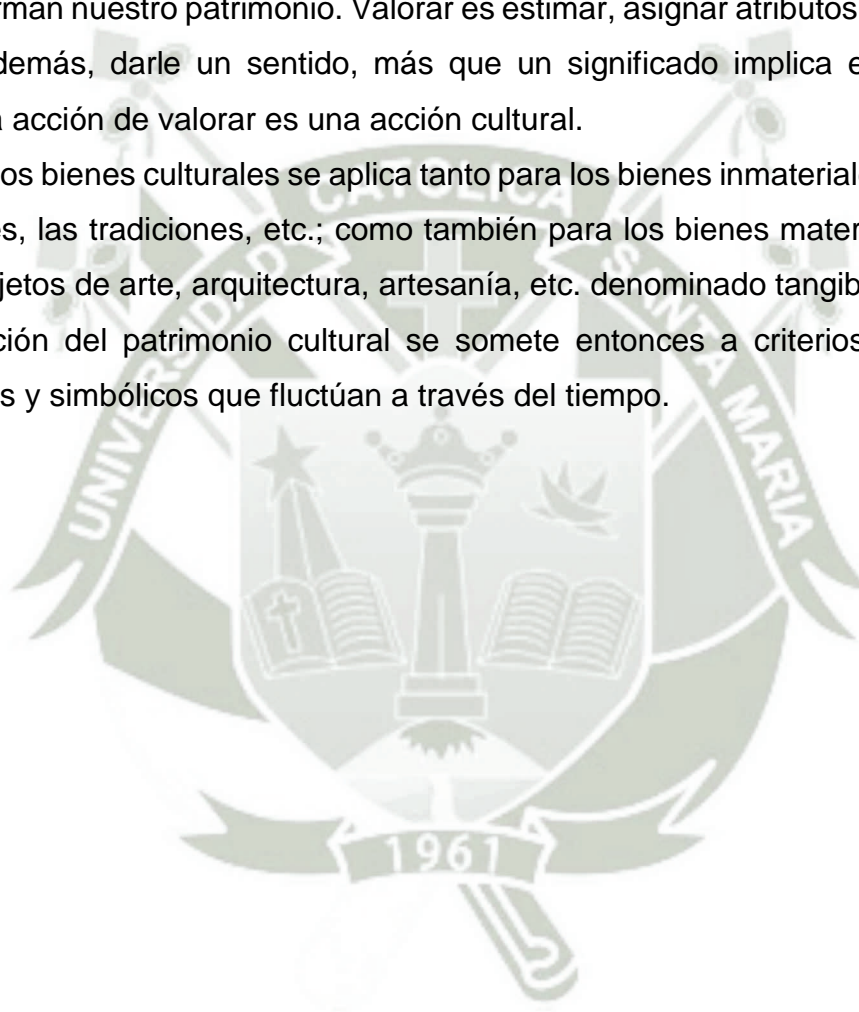 rman nuestro patrimonio. Valorar es estimar, asignar atributos
demás, darle un sentido, más que un significado implica e
a acción de valorar es una acción cultural.
os bienes culturales se aplica tanto para los bienes inmateriale
s, las tradiciones, etc.; como también para los bienes mater
jetos de arte, arquitectura, artesanía, etc. denominado tangib
ción del patrimonio cultural se somete entonces a criterios
s y simbólicos que fluctúan a través del tiempo.
UNIVERSIDAD CATOLICA SANTA MARIA
1961